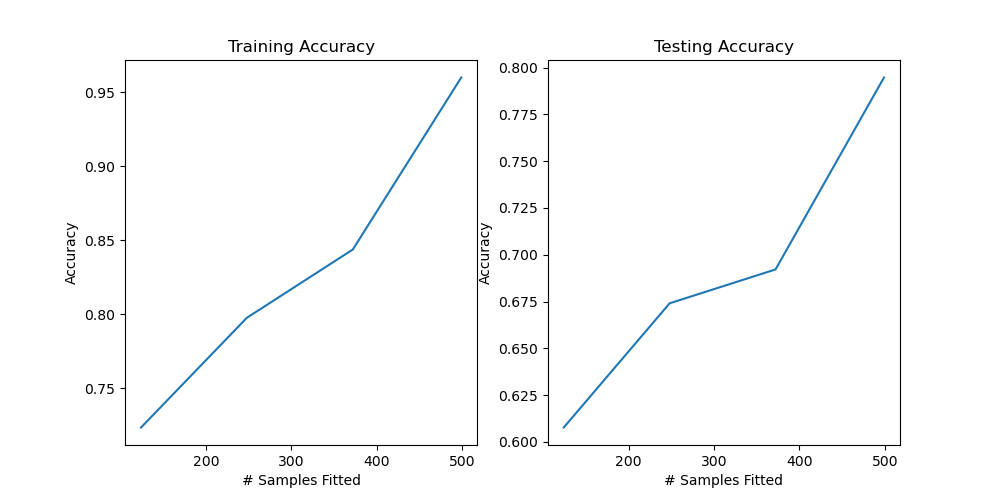 Training Accuracy
0.95
0.90
0.85
0.80
0.75
Accuracy
200 300 400 500
# Samples Fitted
Testing Accuracy
0.800
0.775
0.750
0.725
0.700
0.675
0.650
0.625
0.600
Accuracy
200 300 400 500
# Samples Fitted